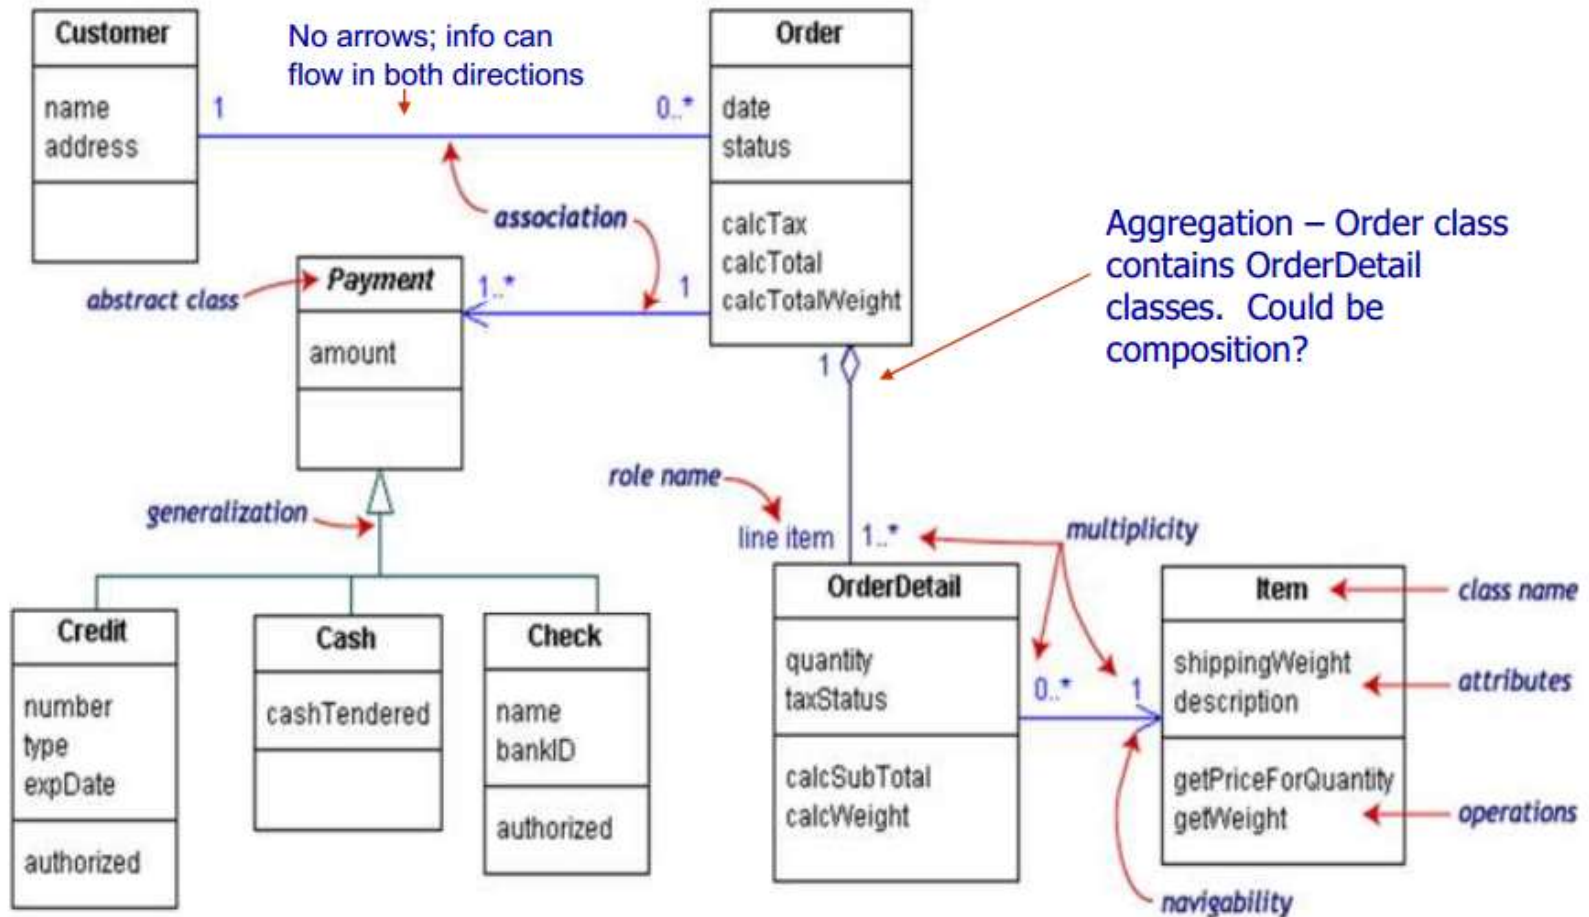 Customer
name
address
No arrows; info can
flow in both directions
1
0..*
association
Order
date
status
calcTax
calcTotal
calcTotalWeight
Aggregation – Order class
contains OrderDetail
classes. Could be
composition?
abstract class
Payment
amount
1..*
1
1
generalization
role name
line item
1..*
multiplicity
Credit
number
type
expDate
authorized
Cash
cashTendered
Check
name
bankID
authorized
OrderDetail
quantity
taxStatus
calcSubTotal
calcWeight
0..*
1
Item
shippingWeight
description
getPriceForQuantity
getWeight
class name
attributes
operations
navigability